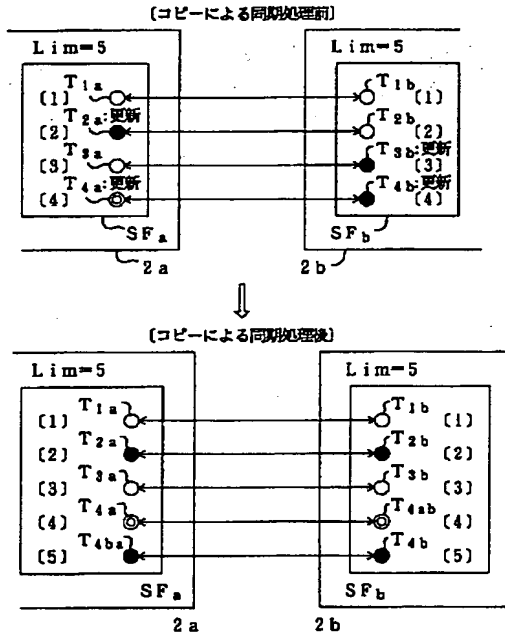 [コピーによる同期処理前]
Lim=5 Lim=5
[1] T1a T1b [1]
[2] T2a:更新 T2b [2]
[3] T3a T3b:更新 [3]
[4] T4a:更新 T4b:更新 [4]
SFa SFb
2a 2b
[コピーによる同期処理後]
Lim=5 Lim=5
[1] T1a T1b [1]
[2] T2a T2b [2]
[3] T3a T3b [3]
[4] T4a T4ab [4]
[5] T4ba T4b [5]
SFa SFb
2a 2b